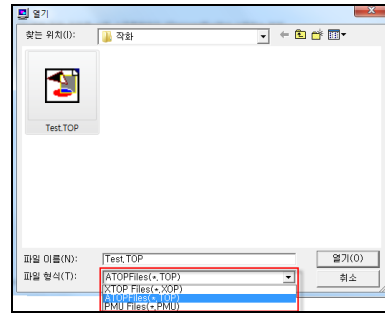 열기
찾는 위치(I):
작화
Test.TOP
파일 이름(N):
Test.TOP
열기(O)
파일 형식(T):
ATOPFiles(*.TOP)
취소
XTOP Files(*.XOP)
ATOPFiles(*.TOP)
PMU Files(*.PMU)